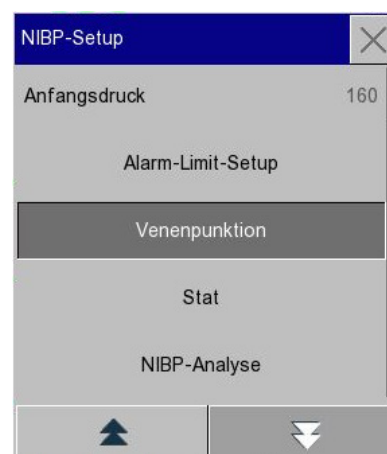 NIBP-Setup
Anfangsdruck 160
Alarm-Limit-Setup
Venenpunktion
Stat
NIBP-Analyse